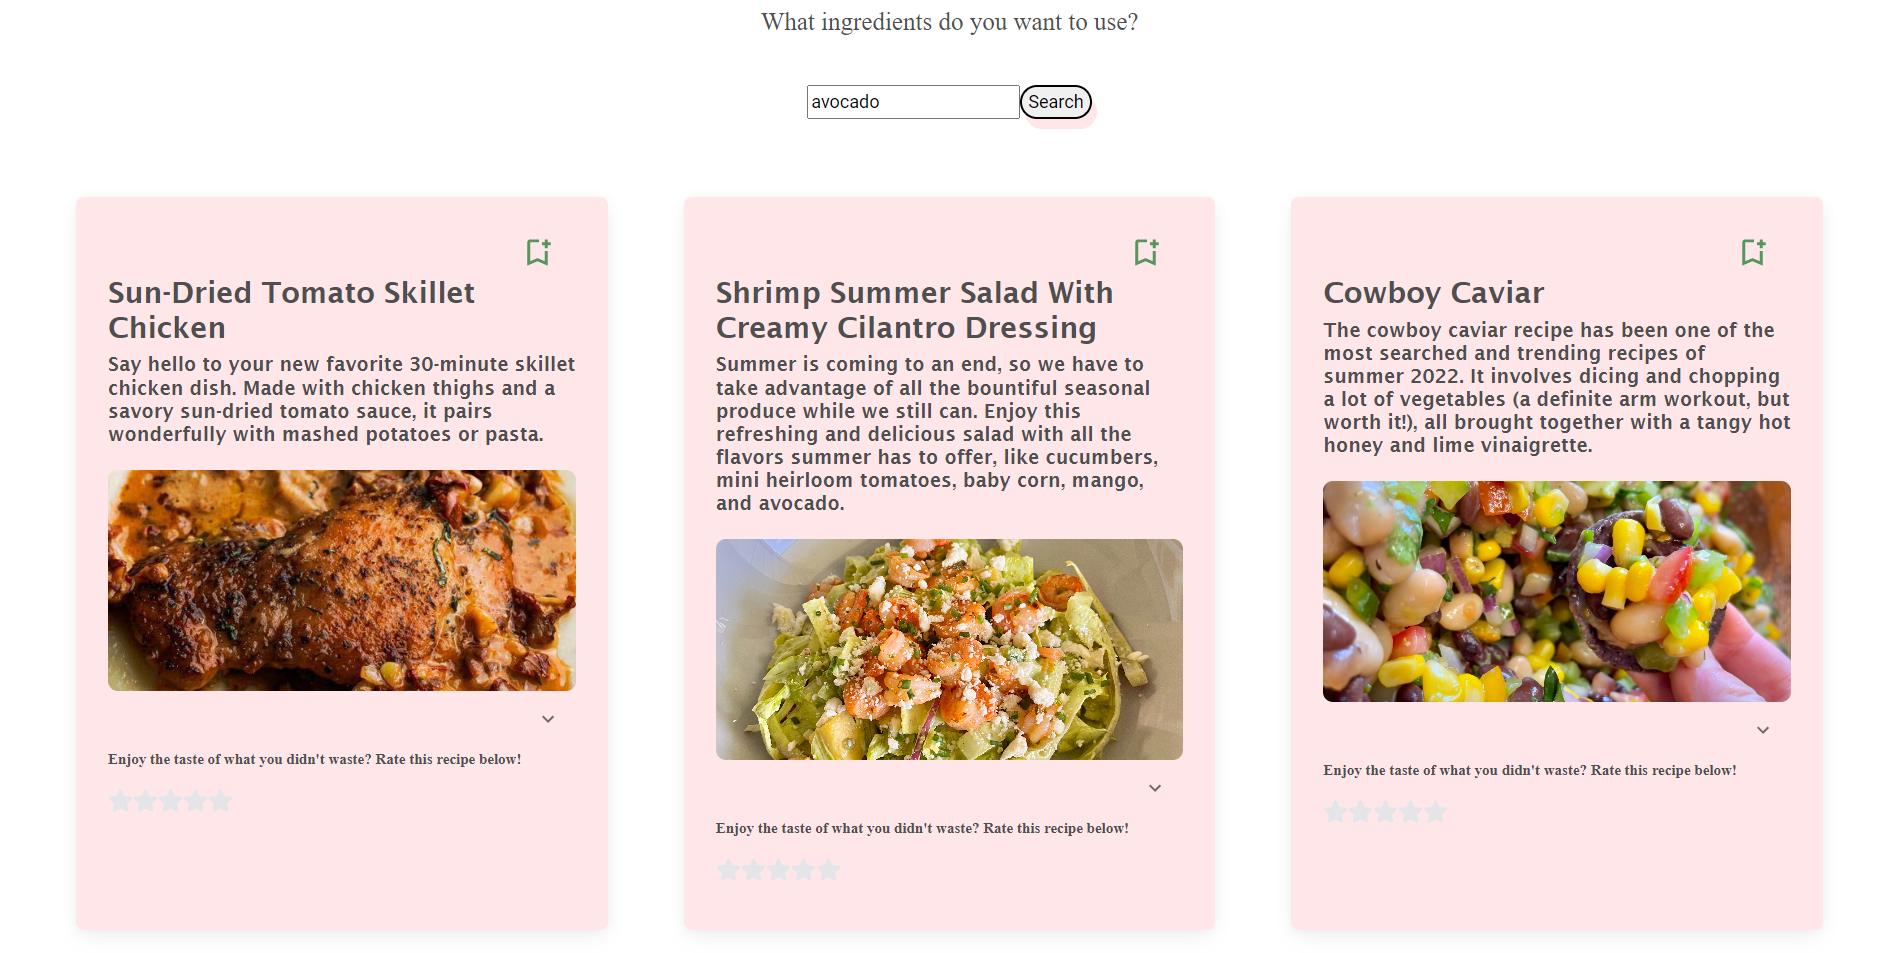 What ingredients do you want to use?
avocado
Search
Sun-Dried Tomato Skillet
Chicken
Say hello to your new favorite 30-minute skillet
chicken dish. Made with chicken thighs and a
savory sun-dried tomato sauce, it pairs
wonderfully with mashed potatoes or pasta.
Enjoy the taste of what you didn't waste? Rate this recipe below!
Shrimp Summer Salad With
Creamy Cilantro Dressing
Summer is coming to an end, so we have to
take advantage of all the bountiful seasonal
produce while we still can. Enjoy this
refreshing and delicious salad with all the
flavors summer has to offer, like cucumbers,
mini heirloom tomatoes, baby corn, mango,
and avocado.
Enjoy the taste of what you didn't waste? Rate this recipe below!
Cowboy Caviar
The cowboy caviar recipe has been one of the
most searched and trending recipes of
summer 2022. It involves dicing and chopping
a lot of vegetables (a definite arm workout, but
worth it!), all brought together with a tangy hot
honey and lime vinaigrette.
Enjoy the taste of what you didn't waste? Rate this recipe below!